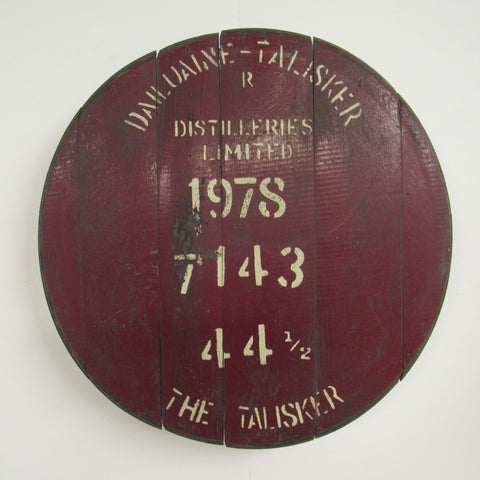 DAILUAINE-TALISKER
R
DISTILLERIES
LIMITED
1978
7143
44 1/2
THE TALISKER